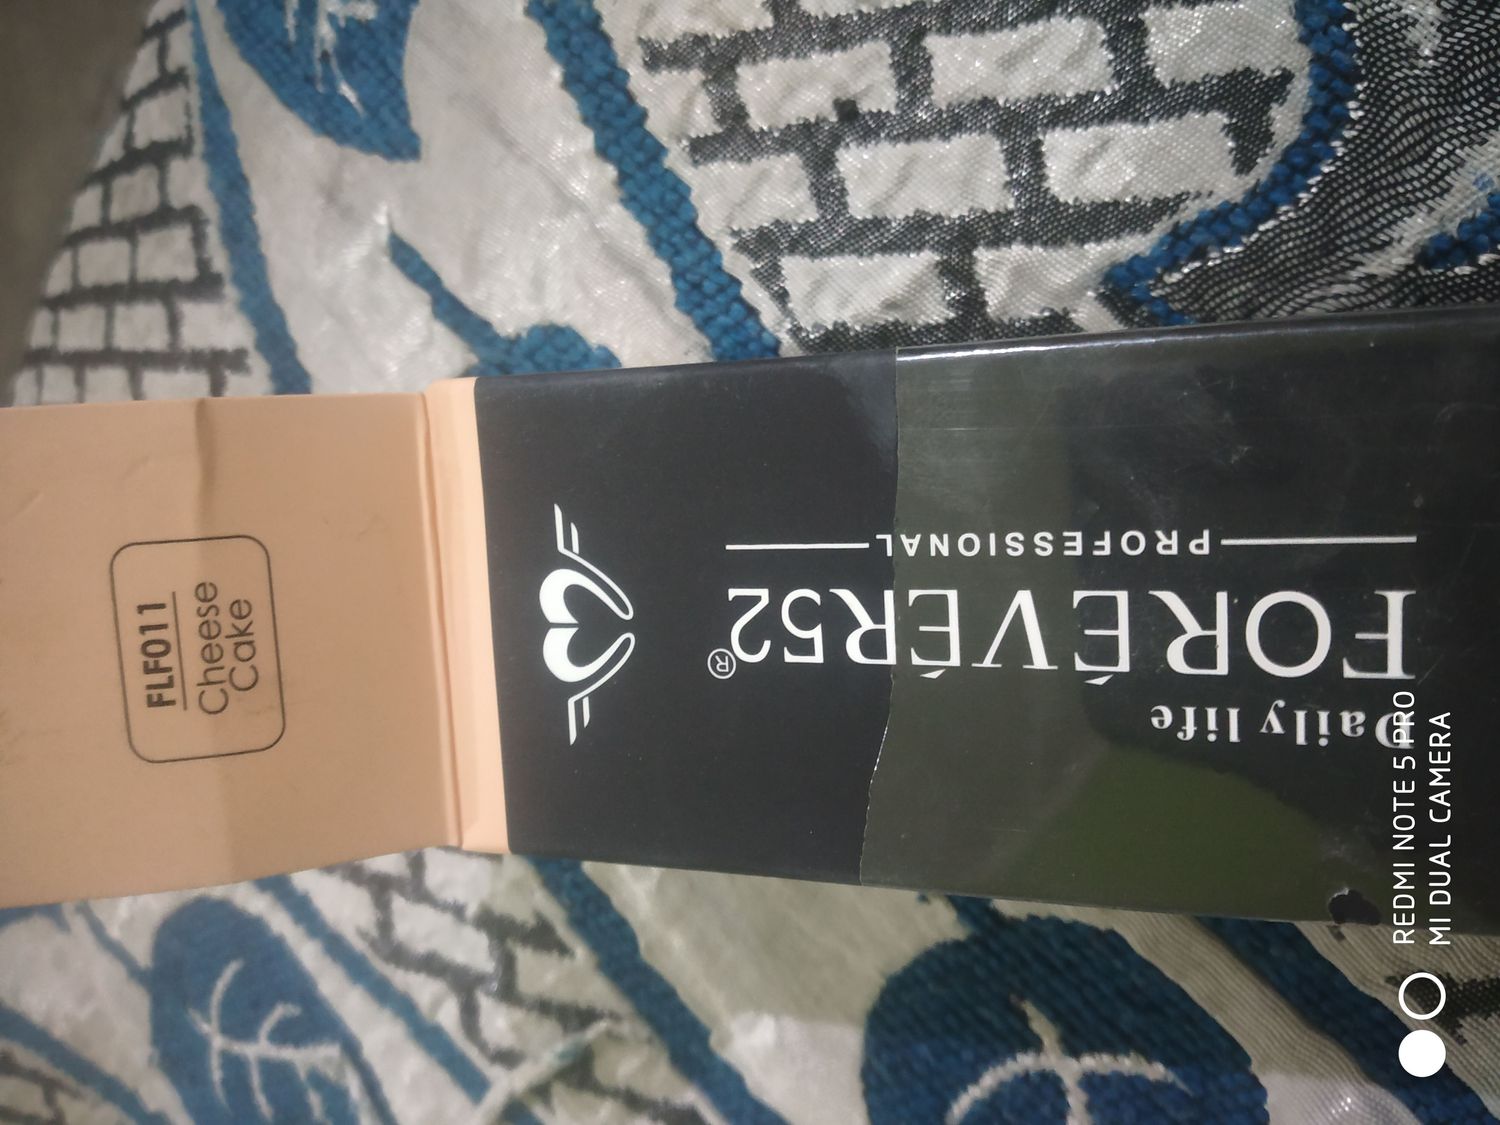 FLF011
Cheese
Cake
Daily life
FORÉVÉR52®
PROFESSIONAL
REDMI NOTE 5 PRO
MI DUAL CAMERA